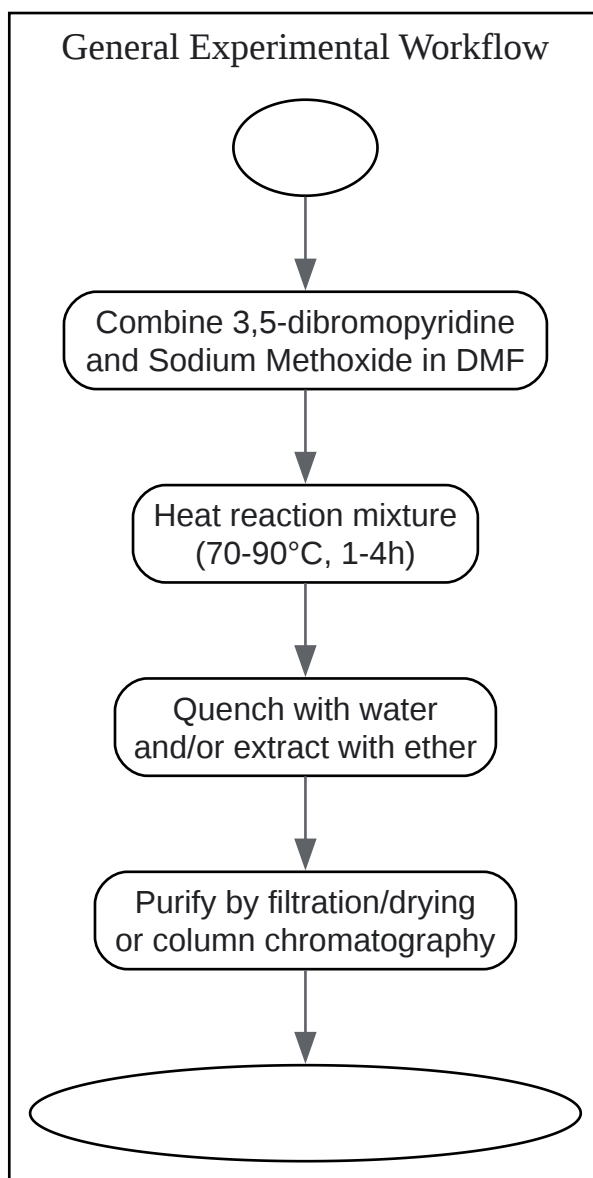 General Experimental Workflow
Combine 3,5-dibromopyridine
and Sodium Methoxide in DMF
Heat reaction mixture
(70-90°C, 1-4h)
Quench with water
and/or extract with ether
Purify by filtration/drying
or column chromatography